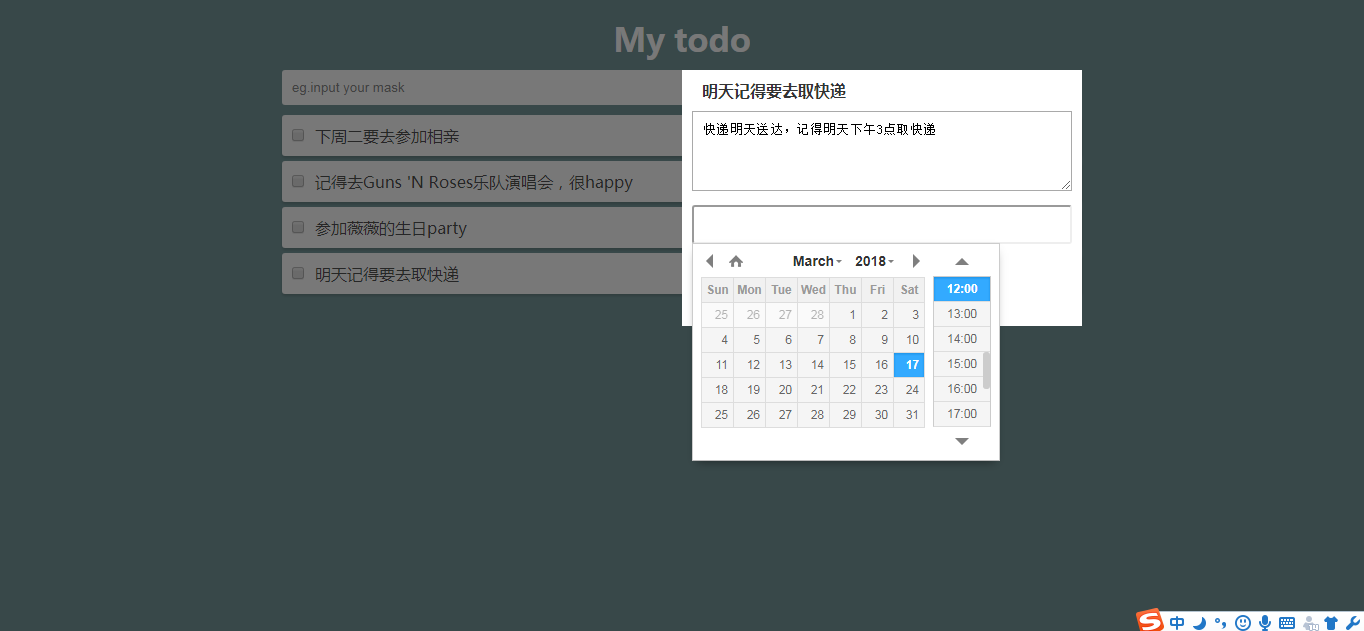 My todo
eg.input your mask
下周二要去参加相亲
记得去Guns 'N Roses乐队演唱会，很happy
参加薇薇的生日party
明天记得要去取快递
明天记得要去取快递
快递明天送达，记得明天下午3点取快递
March 2018
Sun Mon Tue Wed Thu Fri Sat
25 26 27 28 1 2 3
4 5 6 7 8 9 10
11 12 13 14 15 16 17
18 19 20 21 22 23 24
25 26 27 28 29 30 31
12:00
13:00
14:00
15:00
16:00
17:00
S 中